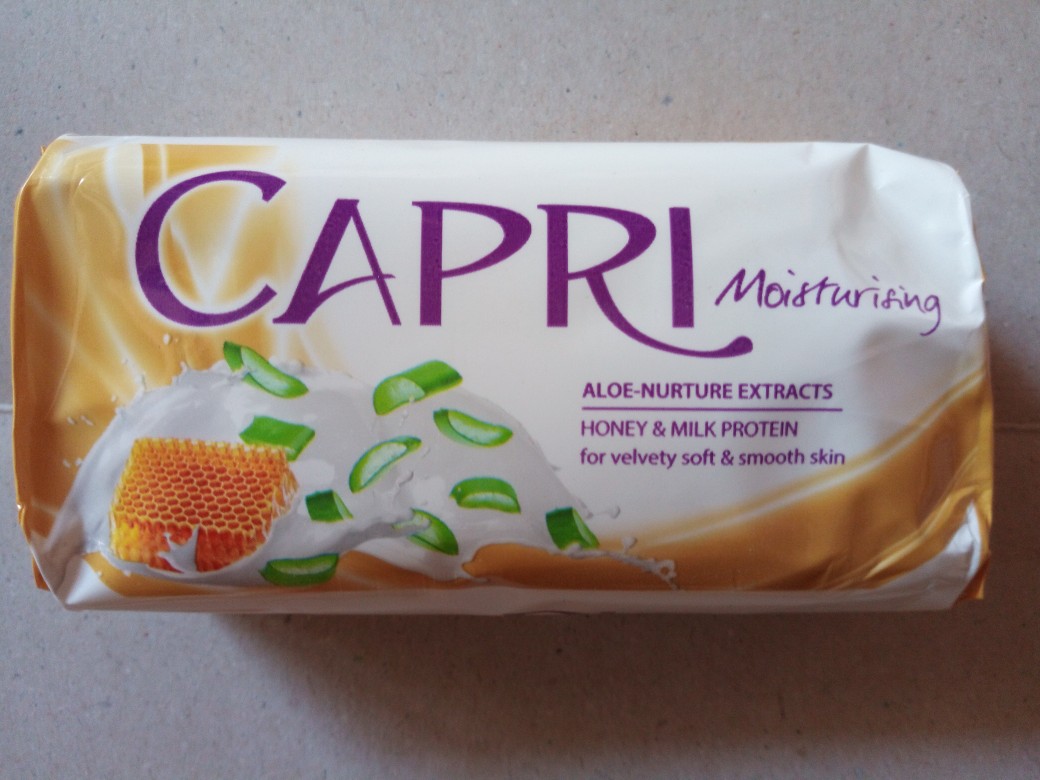 CAPRI
Moisturising
ALOE-NURTURE EXTRACTS
HONEY & MILK PROTEIN
for velvety soft & smooth skin